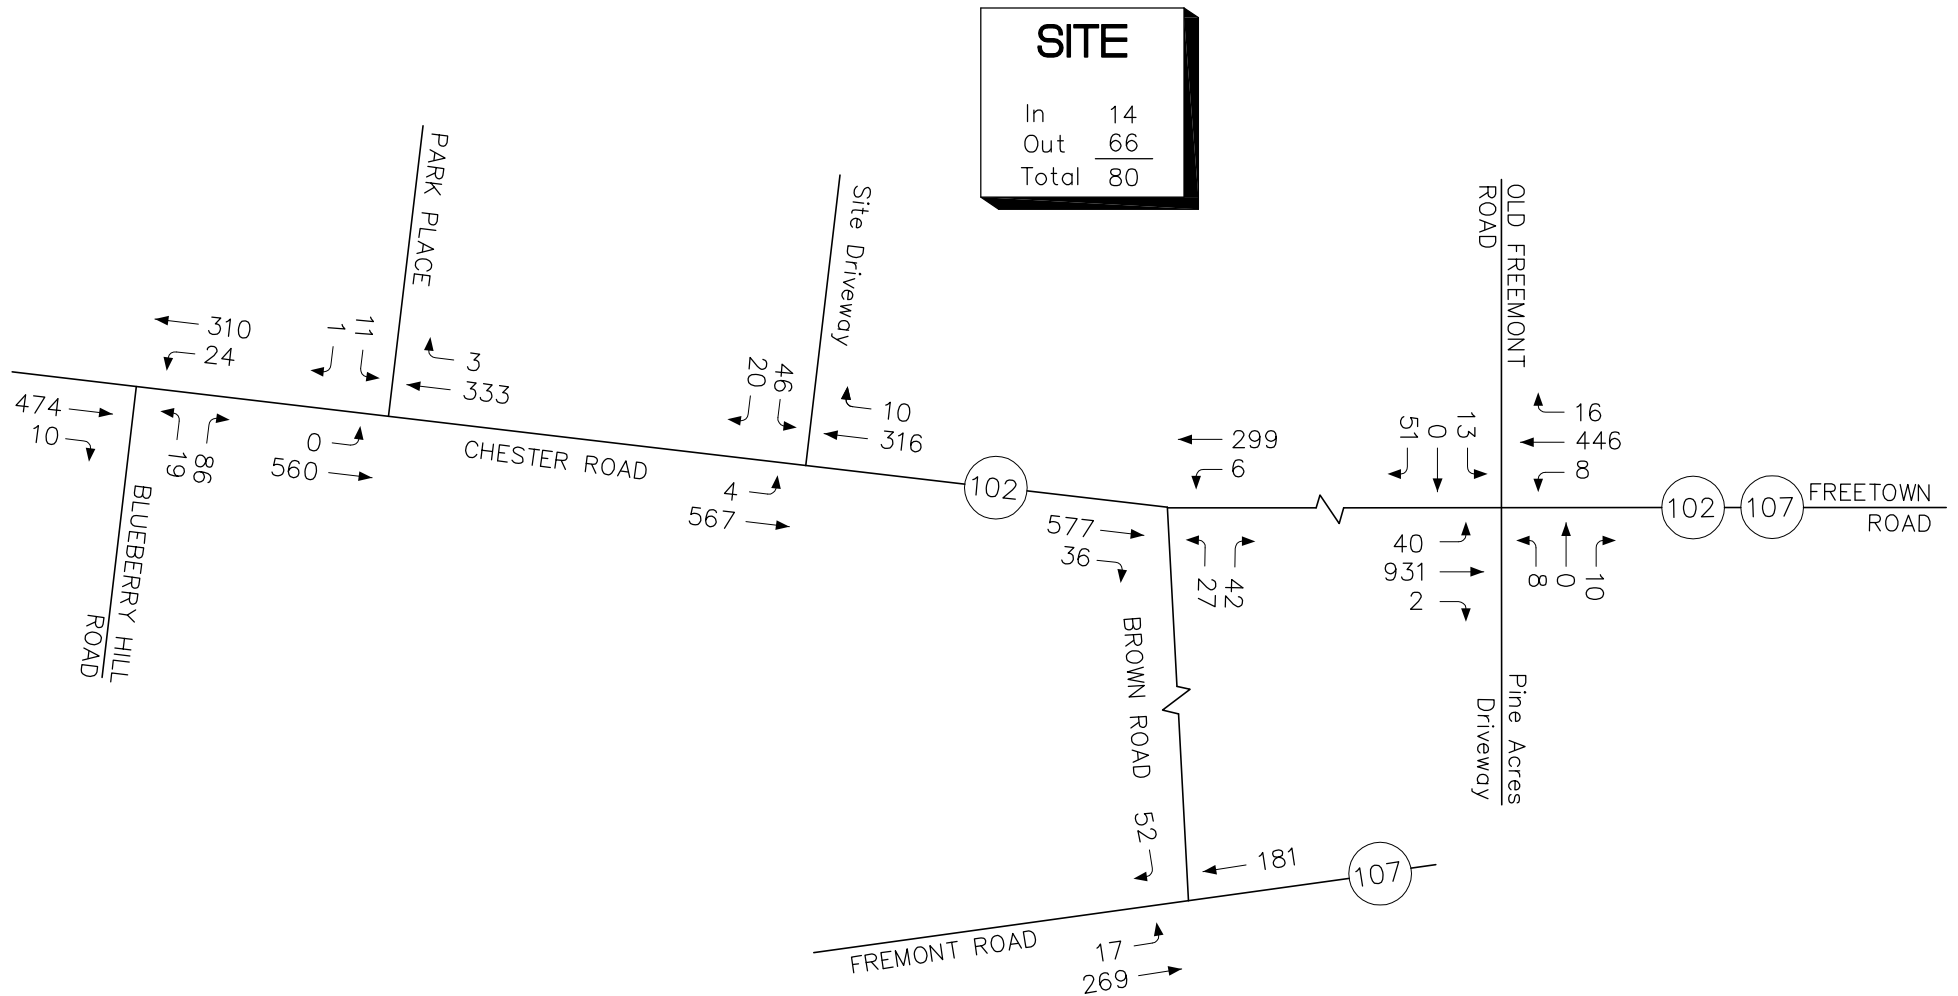 SITE
In 14
Out 66
Total 80
PARK PLACE
Site Driveway
OLD FREEMONT
ROAD
310
24
1
11
3
333
474
10
19
86
0
560
CHESTER ROAD
20
46
10
316
4
567
102
299
6
577
36
27
42
51
0
13
16
446
8
40
931
2
8
0
10
102
107
FREETOWN
ROAD
BLUEBERRY HILL
ROAD
BROWN ROAD
Pine Acres
Driveway
52
181
107
FREMONT ROAD
17
269